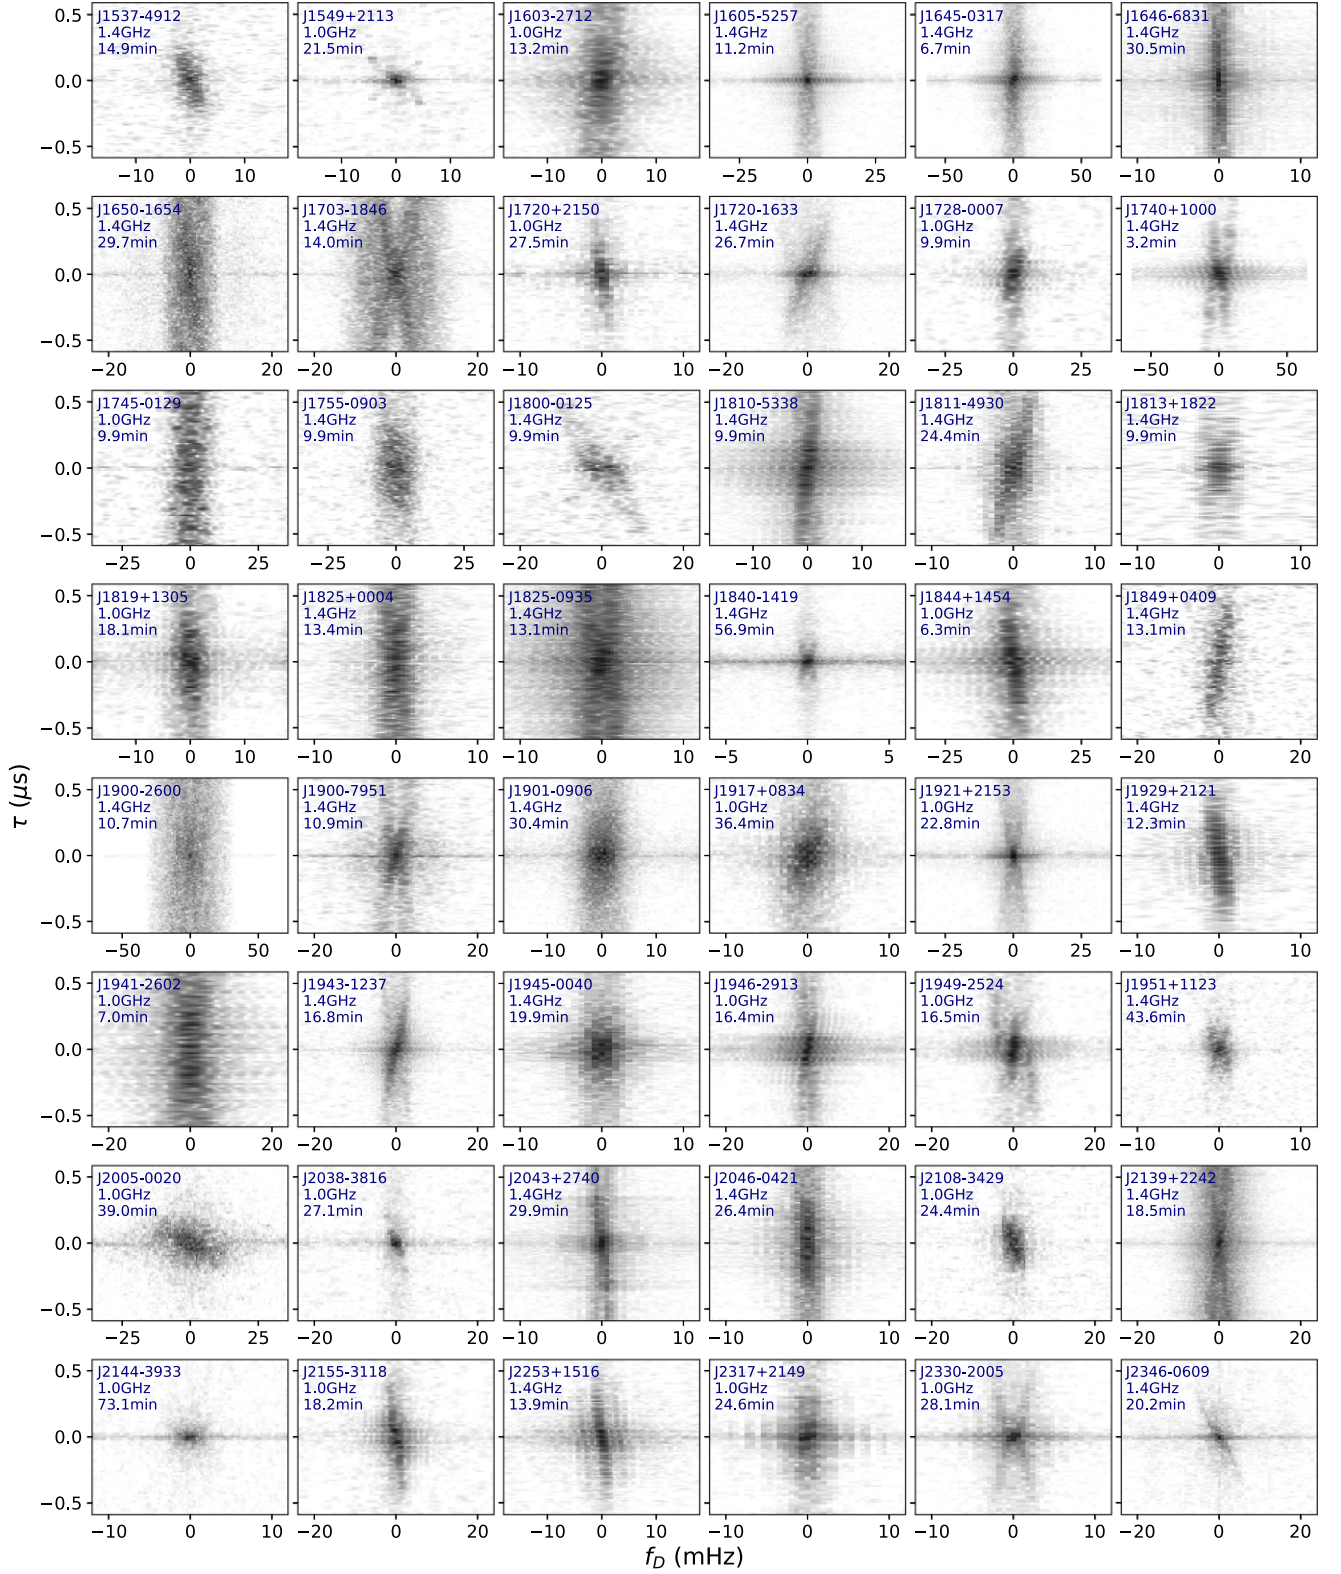 J1537-4912
1.4GHz
14.9min
J1549+2113
1.0GHz
21.5min
J1603-2712
1.0GHz
13.2min
J1605-5257
1.4GHz
11.2min
J1645-0317
1.4GHz
6.7min
J1646-6831
1.4GHz
30.5min
0.5
0.0
−0.5
−10 0 10
−10 0 10
−10 0 10
−25 0 25
−50 0 50
−10 0 10
J1650-1654
1.4GHz
29.7min
J1703-1846
1.4GHz
14.0min
J1720+2150
1.0GHz
27.5min
J1720-1633
1.4GHz
26.7min
J1728-0007
1.0GHz
9.9min
J1740+1000
1.4GHz
3.2min
0.5
0.0
−0.5
−20 0 20
−20 0 20
−10 0 10
−20 0 20
−25 0 25
−50 0 50
J1745-0129
1.0GHz
9.9min
J1755-0903
1.4GHz
9.9min
J1800-0125
1.4GHz
9.9min
J1810-5338
1.4GHz
9.9min
J1811-4930
1.4GHz
24.4min
J1813+1822
1.4GHz
9.9min
0.5
0.0
−0.5
−25 0 25
−25 0 25
−20 0 20
−10 0 10
−10 0 10
−10 0 10
J1819+1305
1.0GHz
18.1min
J1825+0004
1.4GHz
13.4min
J1825-0935
1.4GHz
13.1min
J1840-1419
1.4GHz
56.9min
J1844+1454
1.0GHz
6.3min
J1849+0409
1.4GHz
13.1min
0.5
0.0
−0.5
−10 0 10
−10 0 10
−10 0 10
−5 0 5
−25 0 25
−20 0 20
J1900-2600
1.4GHz
10.7min
J1900-7951
1.4GHz
10.9min
J1901-0906
1.4GHz
30.4min
J1917+0834
1.0GHz
36.4min
J1921+2153
1.0GHz
22.8min
J1929+2121
1.4GHz
12.3min
0.5
0.0
−0.5
−50 0 50
−20 0 20
−10 0 10
−10 0 10
−25 0 25
−20 0 20
J1941-2602
1.0GHz
7.0min
J1943-1237
1.4GHz
16.8min
J1945-0040
1.4GHz
19.9min
J1946-2913
1.0GHz
16.4min
J1949-2524
1.0GHz
16.5min
J1951+1123
1.4GHz
43.6min
0.5
0.0
−0.5
−20 0 20
−20 0 20
−10 0 10
−20 0 20
−20 0 20
−10 0 10
J2005-0020
1.0GHz
39.0min
J2038-3816
1.0GHz
27.1min
J2043+2740
1.4GHz
29.9min
J2046-0421
1.4GHz
26.4min
J2108-3429
1.0GHz
24.4min
J2139+2242
1.4GHz
18.5min
0.5
0.0
−0.5
−25 0 25
−20 0 20
−10 0 10
−10 0 10
−20 0 20
−20 0 20
J2144-3933
1.0GHz
73.1min
J2155-3118
1.0GHz
18.2min
J2253+1516
1.4GHz
13.9min
J2317+2149
1.0GHz
24.6min
J2330-2005
1.0GHz
28.1min
J2346-0609
1.4GHz
20.2min
0.5
0.0
−0.5
−10 0 10
−20 0 20
−10 0 10
−10 0 10
−10 0 10
−20 0 20
τ (μs)
f_D (mHz)